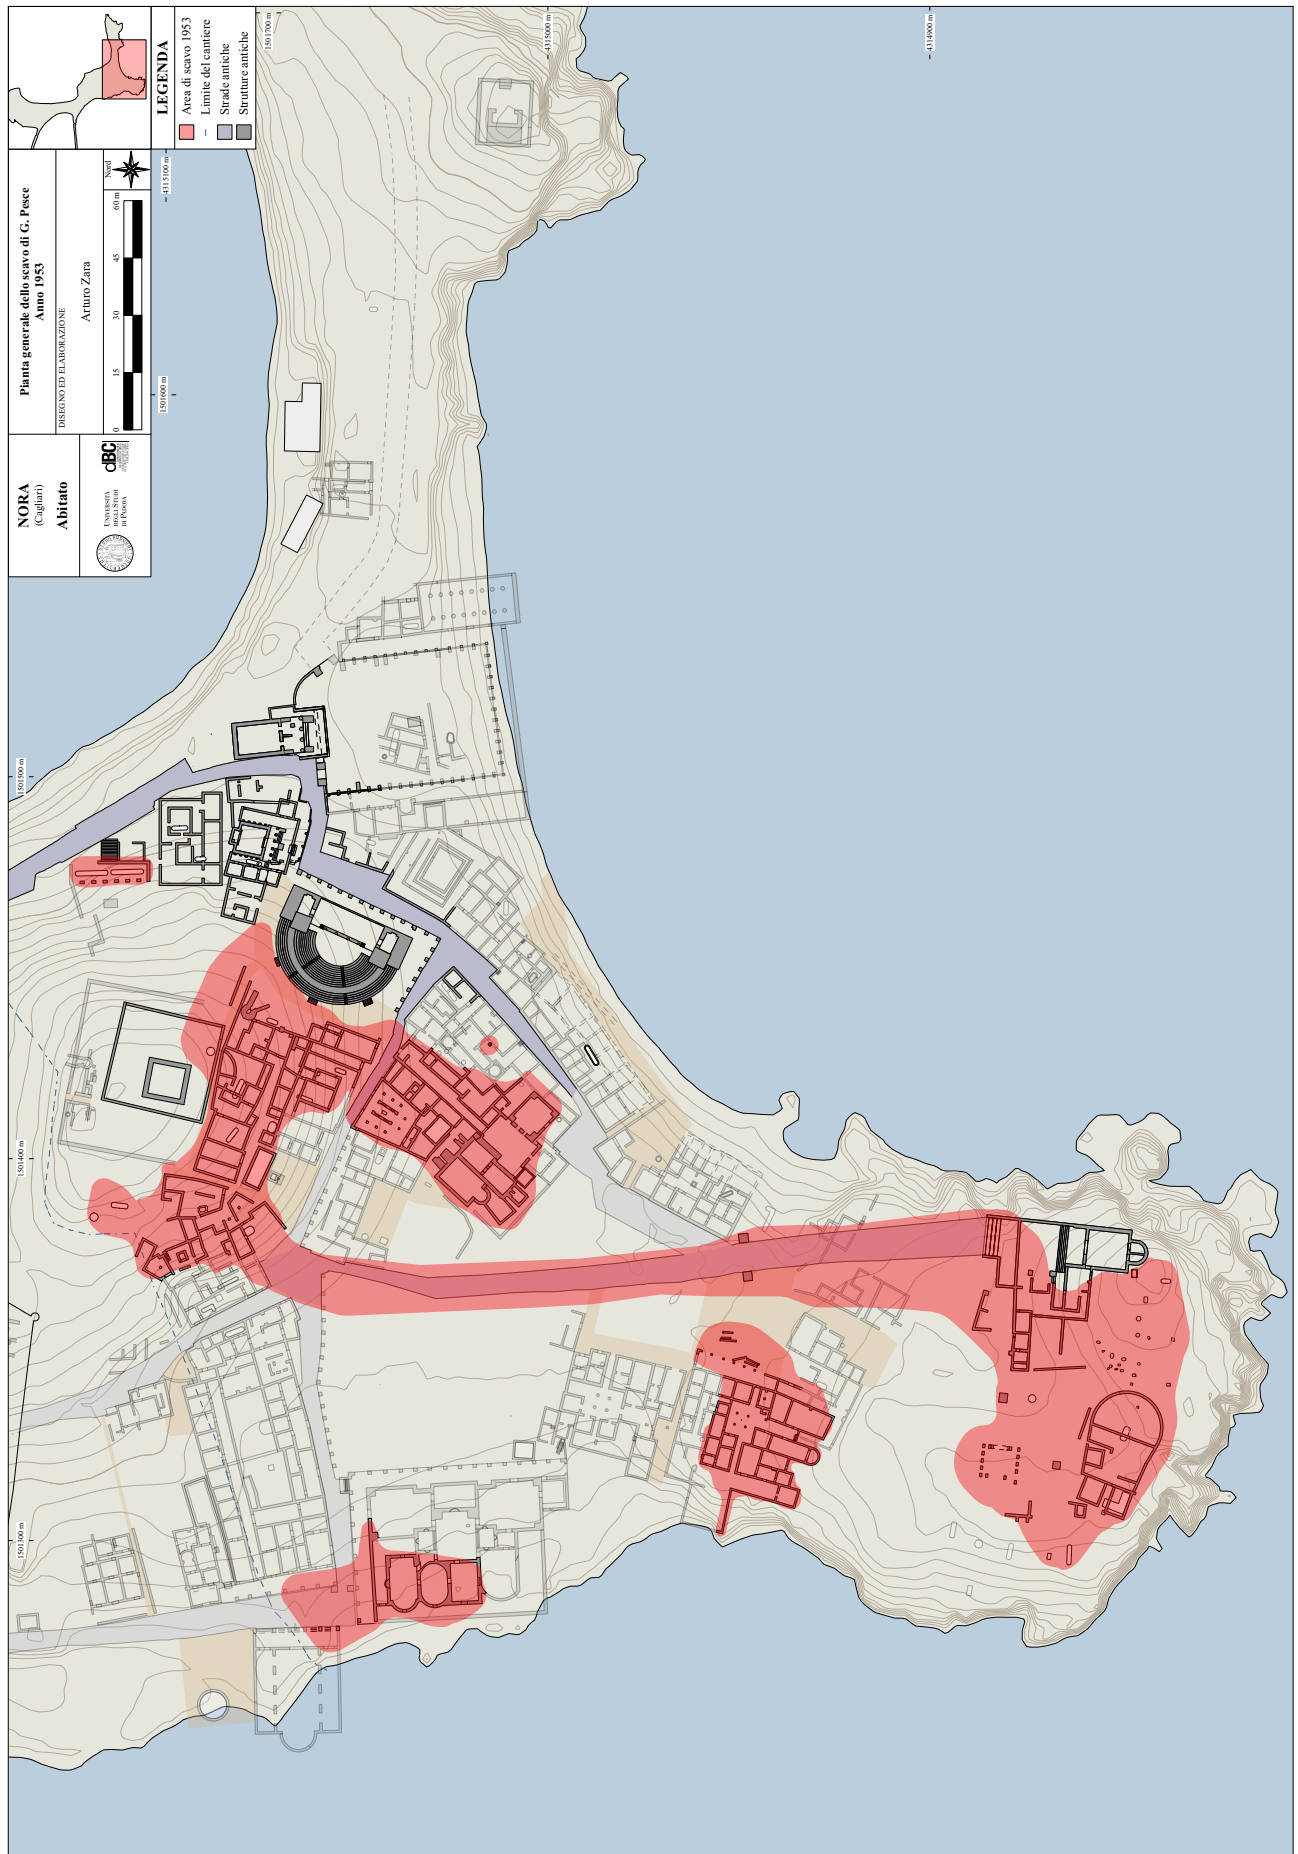 NORA
(Cagliari)
Abitato
UNIVERSITÀ
DEGLI STUDI
DI PADOVA
dBC
Pianta generale dello scavo di G. Pesce
Anno 1953
DISEGNO ED ELABORAZIONE
Arturo Zara
0 15 30 45 60 m
Nord
LEGENDA
Area di scavo 1953
Limite del cantiere
Strade antiche
Strutture antiche
1501700 m
4315000 m
4314900 m
4315100 m
1501600 m
1501500 m
1501400 m
1501300 m